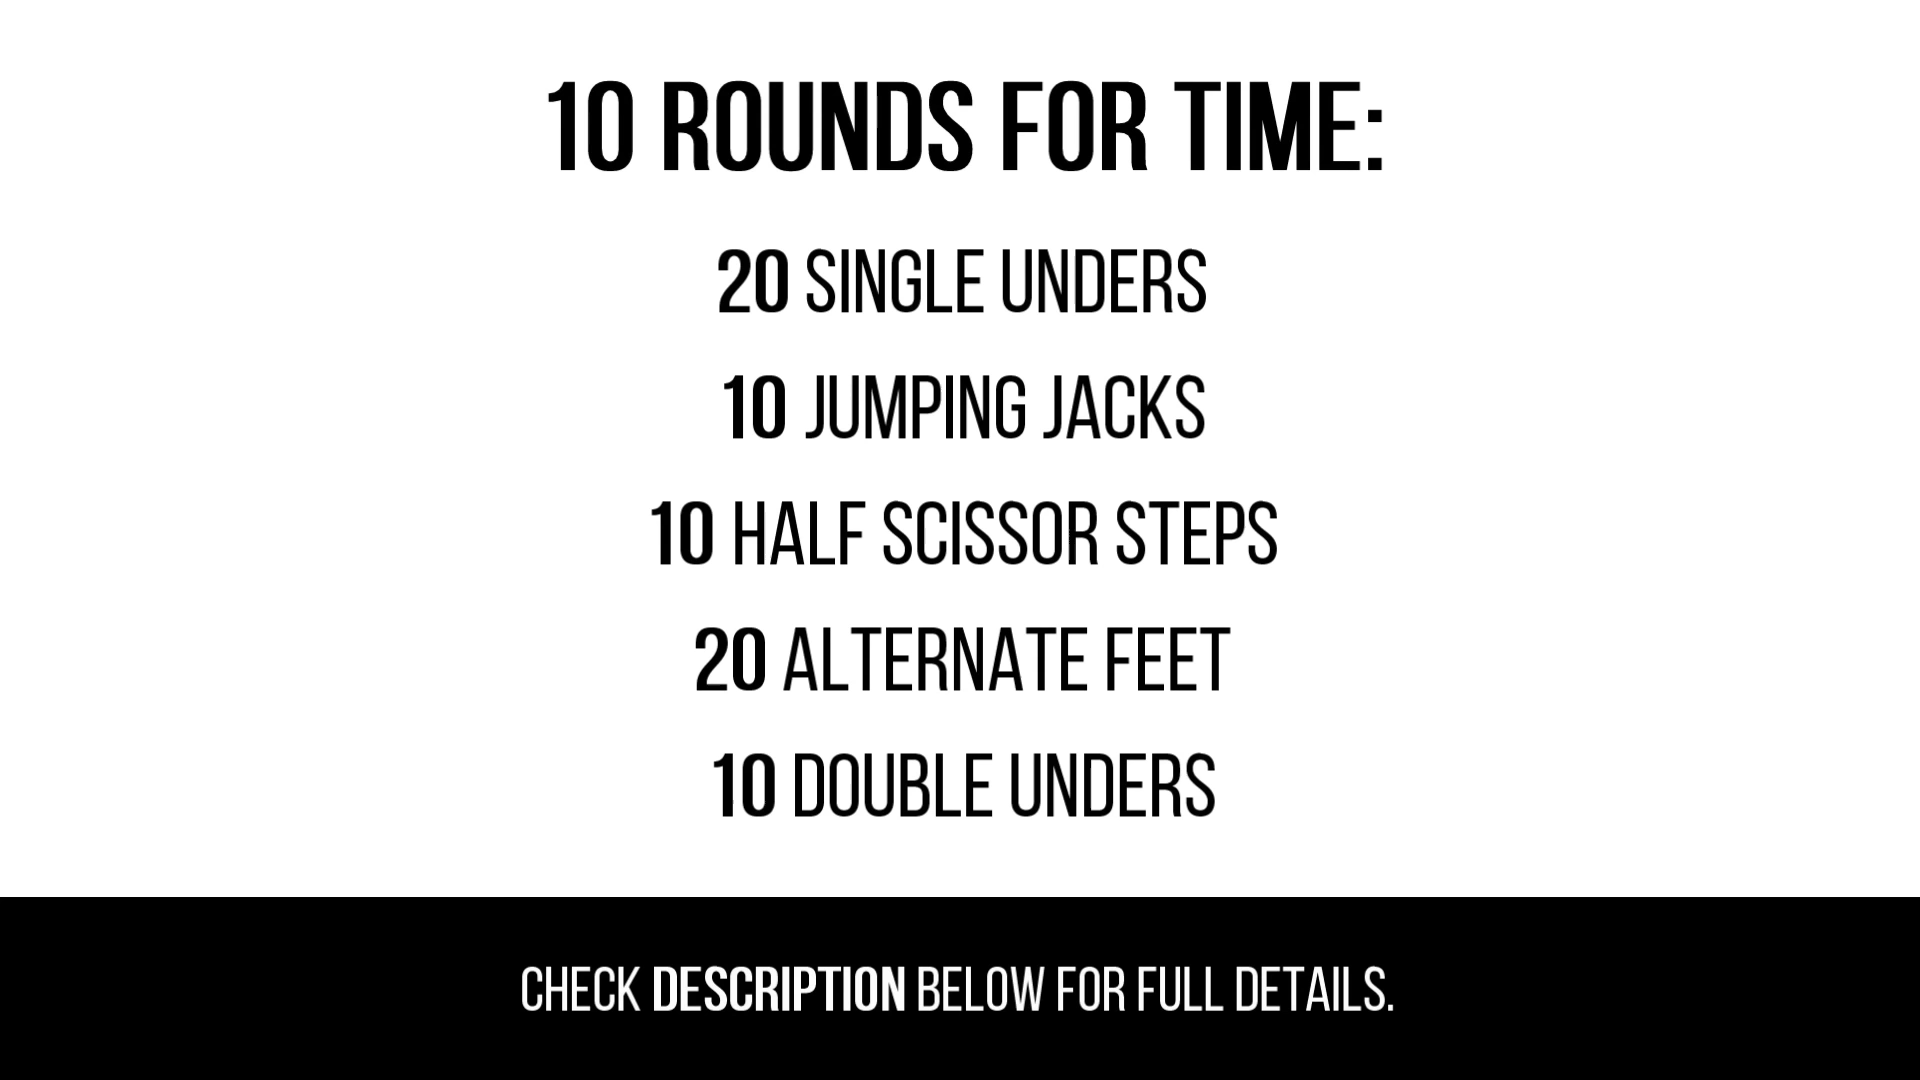 10 ROUNDS FOR TIME:
20 SINGLE UNDERS
10 JUMPING JACKS
10 HALF SCISSOR STEPS
20 ALTERNATE FEET
10 DOUBLE UNDERS
CHECK DESCRIPTION BELOW FOR FULL DETAILS.